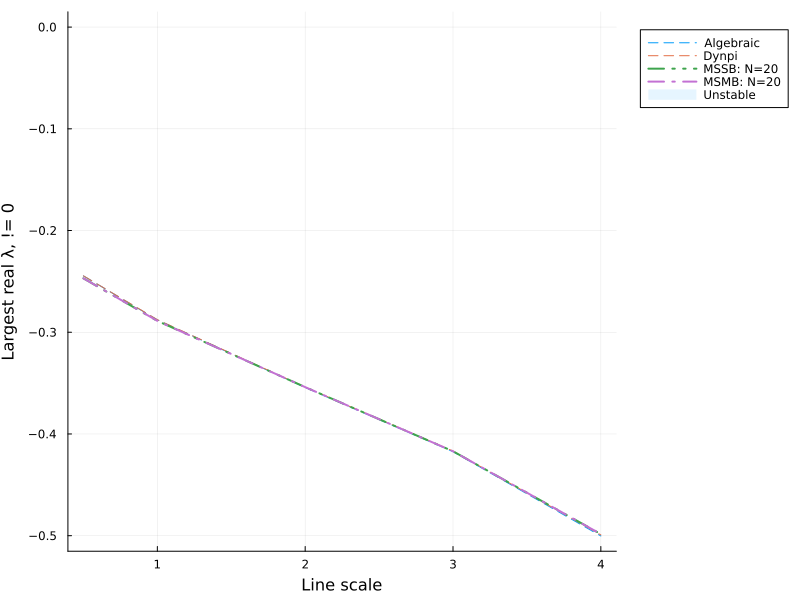 0.0
−0.1
−0.2
−0.3
−0.4
−0.5
Largest real λ, != 0
1
2
3
4
Line scale
Algebraic
Dynpi
MSSB: N=20
MSMB: N=20
Unstable